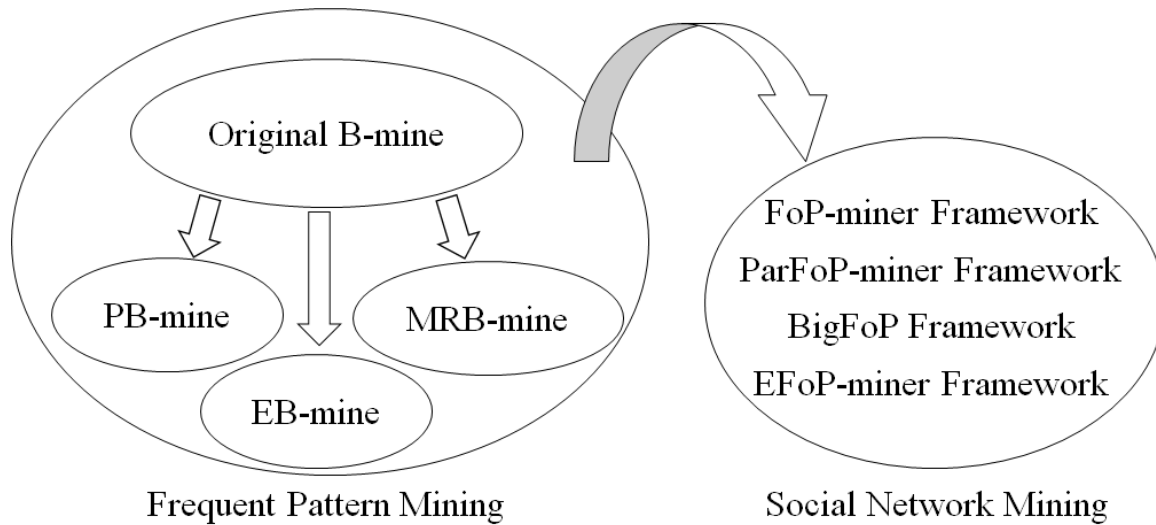 Original B-mine
PB-mine
MRB-mine
EB-mine
Frequent Pattern Mining
FoP-miner Framework
ParFoP-miner Framework
BigFoP Framework
EFoP-miner Framework
Social Network Mining